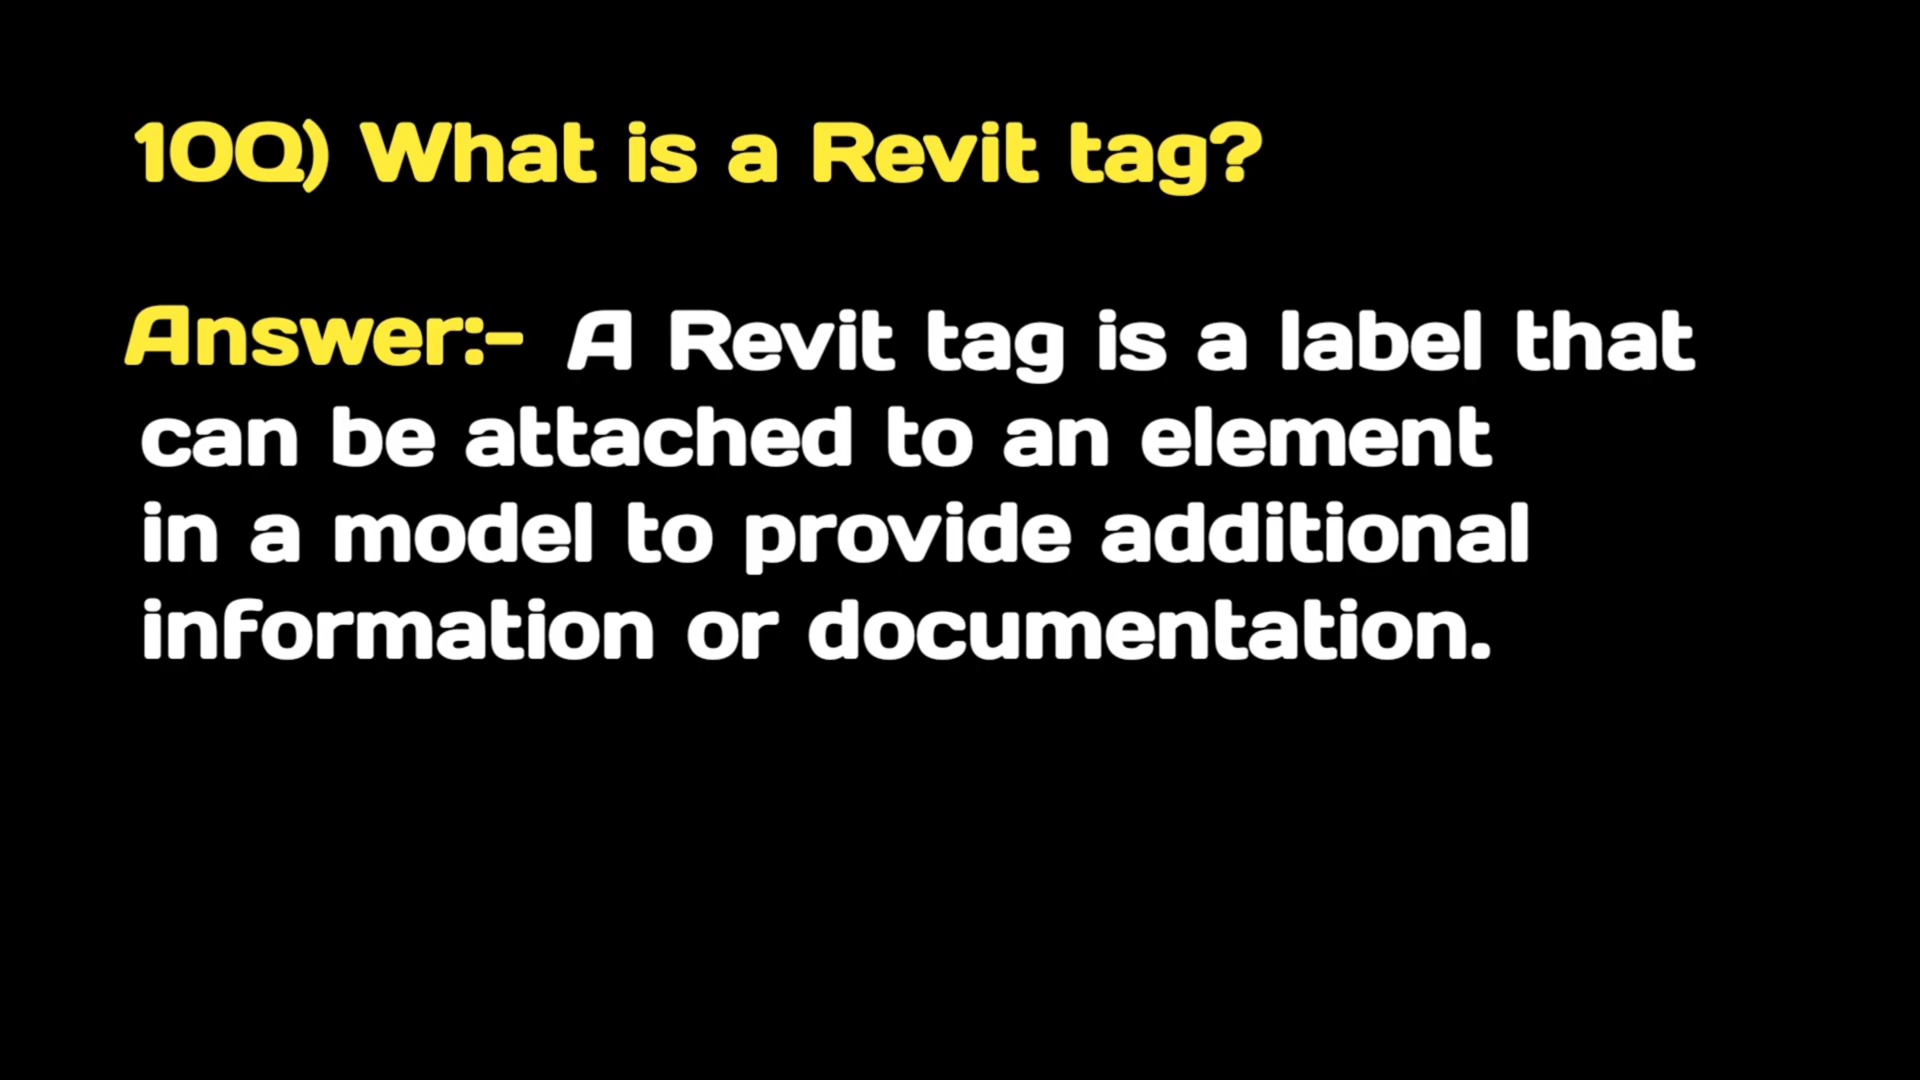 10Q) What is a Revit tag?
Answer:- A Revit tag is a label that
can be attached to an element
in a model to provide additional
information or documentation.